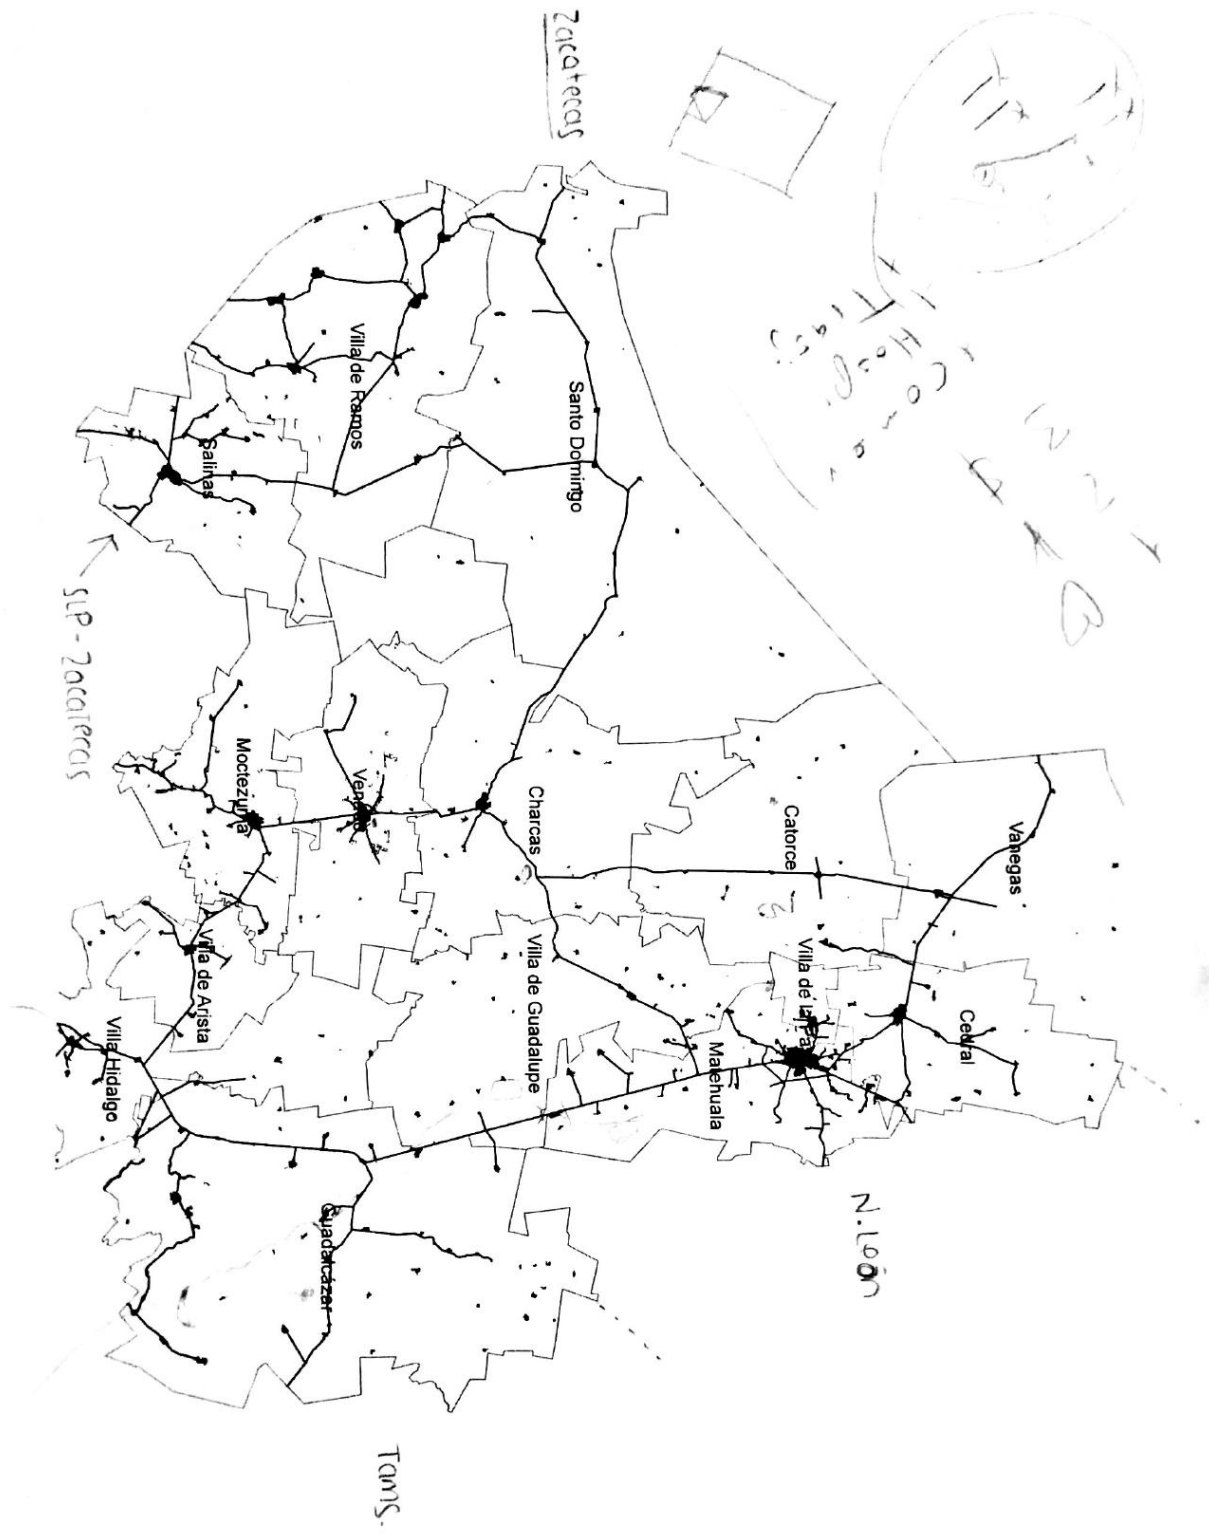 Zacatecas
Vanegas
Catorce
Cedral
Villa de la Paz
Matehuala
N. León
Santo Domingo
Charcas
Villa de Guadalupe
Villa de Ramos
Salinas
Venado
Moctezuma
Villa de Arista
Villa Hidalgo
Guadalcázar
SLP - Zacatecas
Tams.